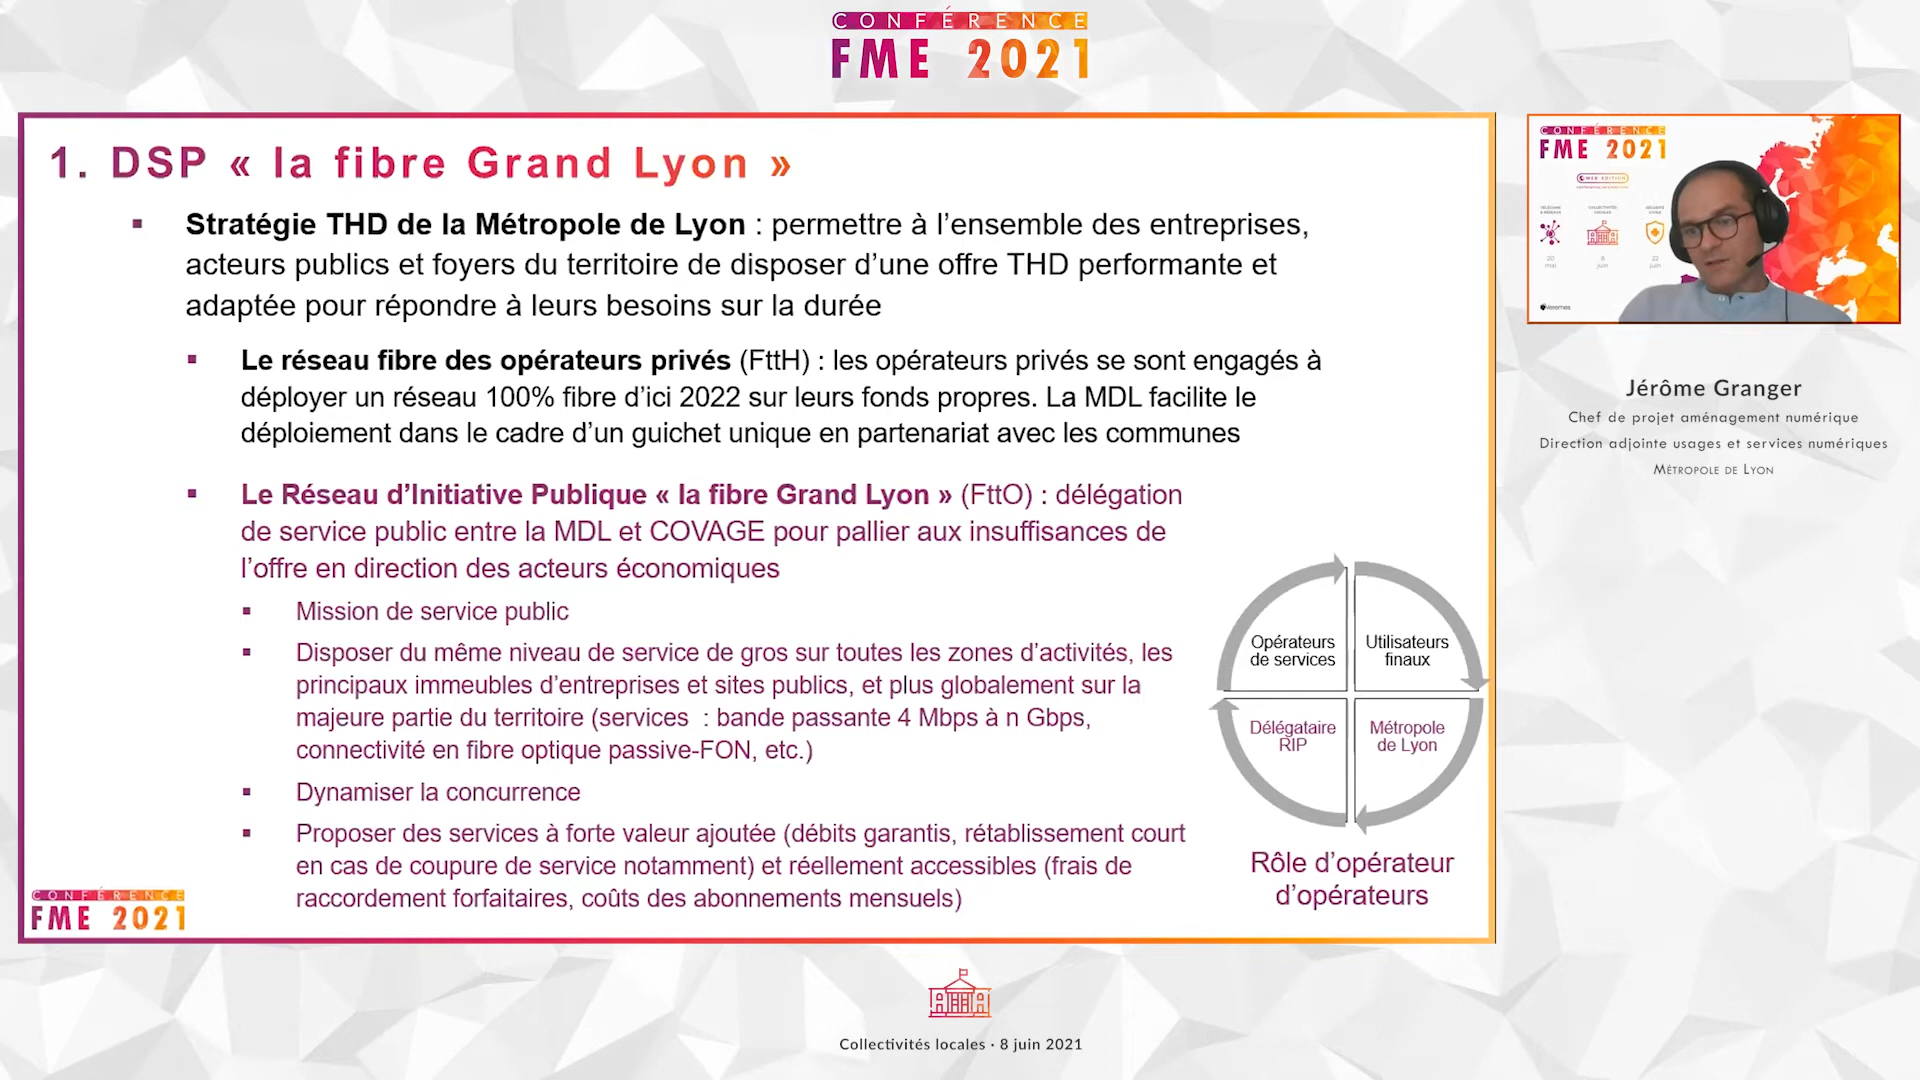 CONFÉRENCE
FME 2021
1. DSP « la fibre Grand Lyon »
▪ Stratégie THD de la Métropole de Lyon : permettre à l’ensemble des entreprises,
acteurs publics et foyers du territoire de disposer d’une offre THD performante et
adaptée pour répondre à leurs besoins sur la durée
▪ Le réseau fibre des opérateurs privés (FttH) : les opérateurs privés se sont engagés à
déployer un réseau 100% fibre d’ici 2022 sur leurs fonds propres. La MDL facilite le
déploiement dans le cadre d’un guichet unique en partenariat avec les communes
▪ Le Réseau d’Initiative Publique « la fibre Grand Lyon » (FttO) : délégation
de service public entre la MDL et COVAGE pour pallier aux insuffisances de
l’offre en direction des acteurs économiques
▪ Mission de service public
▪ Disposer du même niveau de service de gros sur toutes les zones d’activités, les
principaux immeubles d’entreprises et sites publics, et plus globalement sur la
majeure partie du territoire (services  : bande passante 4 Mbps à n Gbps,
connectivité en fibre optique passive-FON, etc.)
▪ Dynamiser la concurrence
▪ Proposer des services à forte valeur ajoutée (débits garantis, rétablissement court
en cas de coupure de service notamment) et réellement accessibles (frais de
raccordement forfaitaires, coûts des abonnements mensuels)
Opérateurs
de services
Utilisateurs
finaux
Délégataire
RIP
Métropole
de Lyon
Rôle d’opérateur
d’opérateurs
CONFÉRENCE
FME 2021
CONFÉRENCE
FME 2021
WEB EDITION
20
mai
8
juin
22
juin
Veremes
Jérôme Granger
Chef de projet aménagement numérique
Direction adjointe usages et services numériques
Métropole de Lyon
Collectivités locales · 8 juin 2021